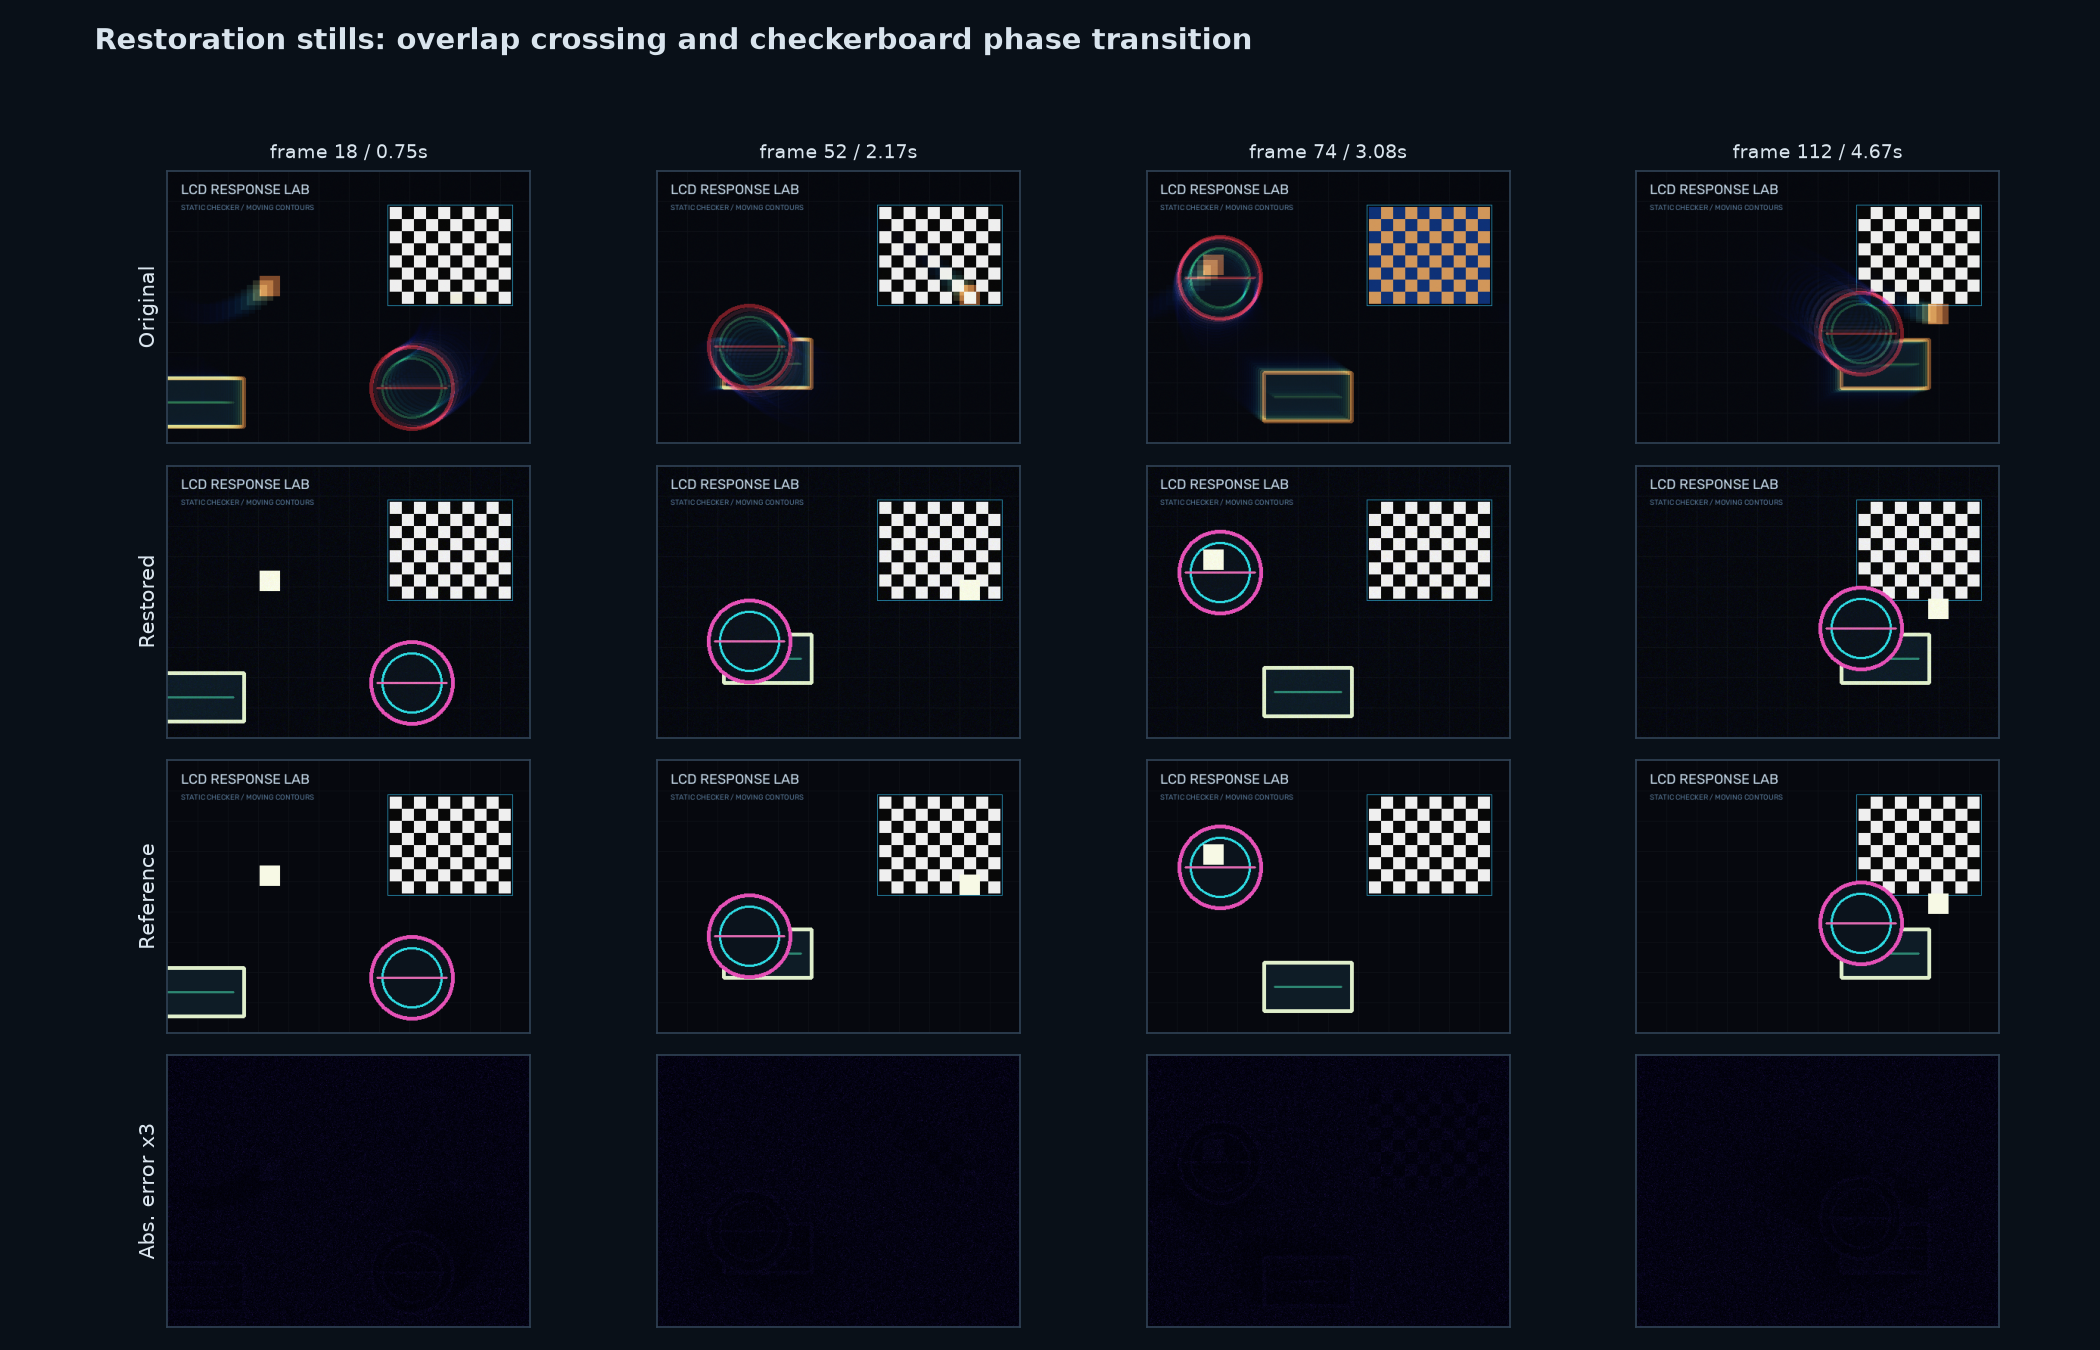 Restoration stills: overlap crossing and checkerboard phase transition
frame 18 / 0.75s
frame 52 / 2.17s
frame 74 / 3.08s
frame 112 / 4.67s
Original
LCD RESPONSE LAB
STATIC CHECKER / MOVING CONTOURS
LCD RESPONSE LAB
STATIC CHECKER / MOVING CONTOURS
LCD RESPONSE LAB
STATIC CHECKER / MOVING CONTOURS
LCD RESPONSE LAB
STATIC CHECKER / MOVING CONTOURS
Restored
LCD RESPONSE LAB
STATIC CHECKER / MOVING CONTOURS
LCD RESPONSE LAB
STATIC CHECKER / MOVING CONTOURS
LCD RESPONSE LAB
STATIC CHECKER / MOVING CONTOURS
LCD RESPONSE LAB
STATIC CHECKER / MOVING CONTOURS
Reference
LCD RESPONSE LAB
STATIC CHECKER / MOVING CONTOURS
LCD RESPONSE LAB
STATIC CHECKER / MOVING CONTOURS
LCD RESPONSE LAB
STATIC CHECKER / MOVING CONTOURS
LCD RESPONSE LAB
STATIC CHECKER / MOVING CONTOURS
Abs. error x3